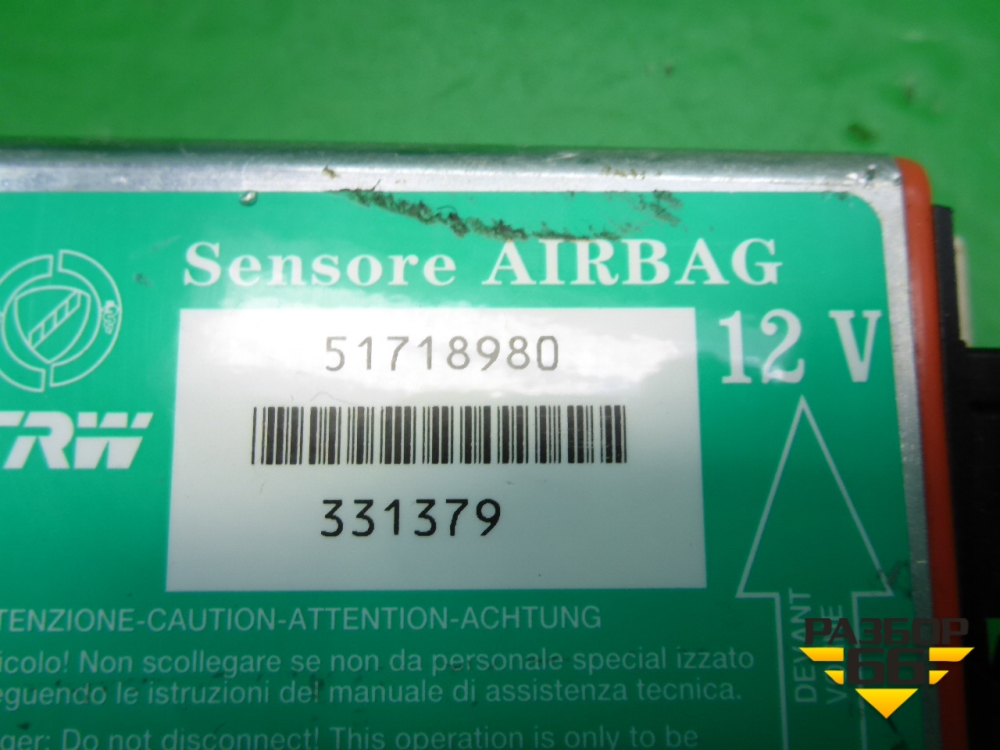 Sensore AIRBAG
51718980
12 V
TRW
331379
TENZIONE-CAUTION-ATTENTION-ACHTUNG
icolo! Non scollegare se non da personale special izzato
eguendo le istruzioni del manuale di assistenza tecnica.
ger: Do not disconnect! This operation is only to be
DEVANT
РАЗБОР
66